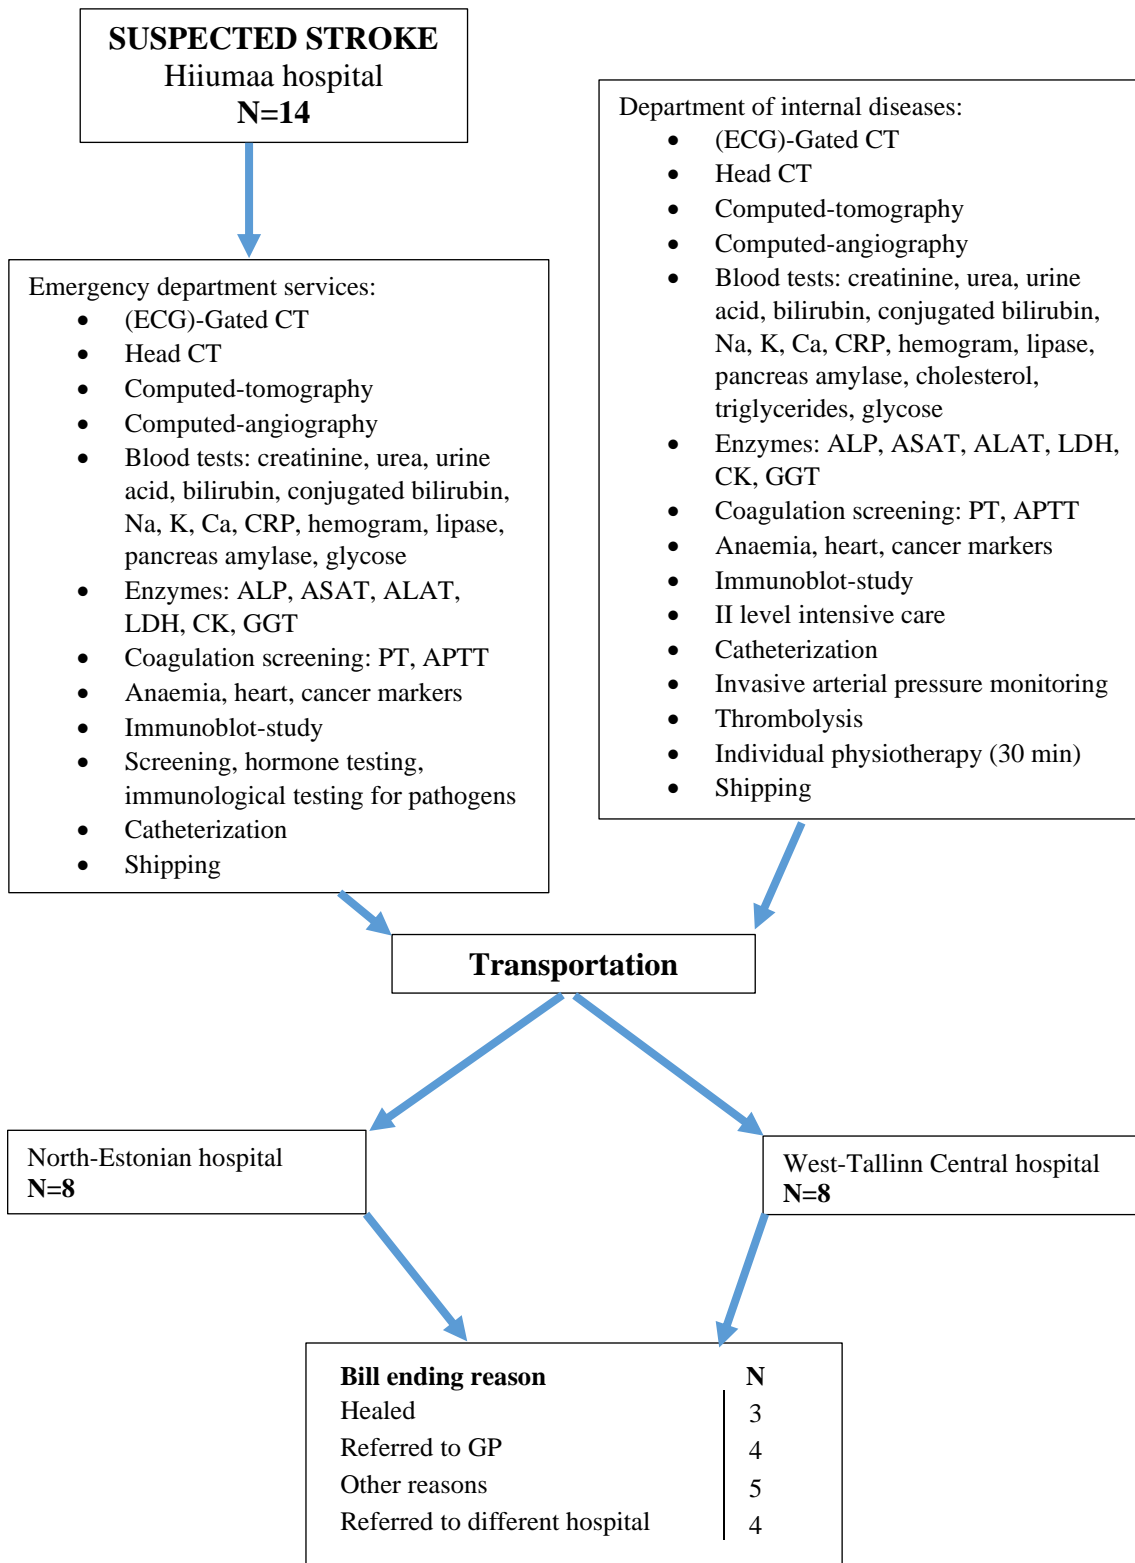 SUSPECTED STROKE
Hiiumaa hospital
N=14
Emergency department services:
• (ECG)-Gated CT
• Head CT
• Computed-tomography
• Computed-angiography
• Blood tests: creatinine, urea, urine
acid, bilirubin, conjugated bilirubin,
Na, K, Ca, CRP, hemogram, lipase,
pancreas amylase, glycose
• Enzymes: ALP, ASAT, ALAT,
LDH, CK, GGT
• Coagulation screening: PT, APTT
• Anaemia, heart, cancer markers
• Immunoblot-study
• Screening, hormone testing,
immunological testing for pathogens
• Catheterization
• Shipping
Department of internal diseases:
• (ECG)-Gated CT
• Head CT
• Computed-tomography
• Computed-angiography
• Blood tests: creatinine, urea, urine
acid, bilirubin, conjugated bilirubin,
Na, K, Ca, CRP, hemogram, lipase,
pancreas amylase, cholesterol,
triglycerides, glycose
• Enzymes: ALP, ASAT, ALAT, LDH,
CK, GGT
• Coagulation screening: PT, APTT
• Anaemia, heart, cancer markers
• Immunoblot-study
• II level intensive care
• Catheterization
• Invasive arterial pressure monitoring
• Thrombolysis
• Individual physiotherapy (30 min)
• Shipping
Transportation
North-Estonian hospital
N=8
West-Tallinn Central hospital
N=8
Bill ending reason N
Healed 3
Referred to GP 4
Other reasons 5
Referred to different hospital 4